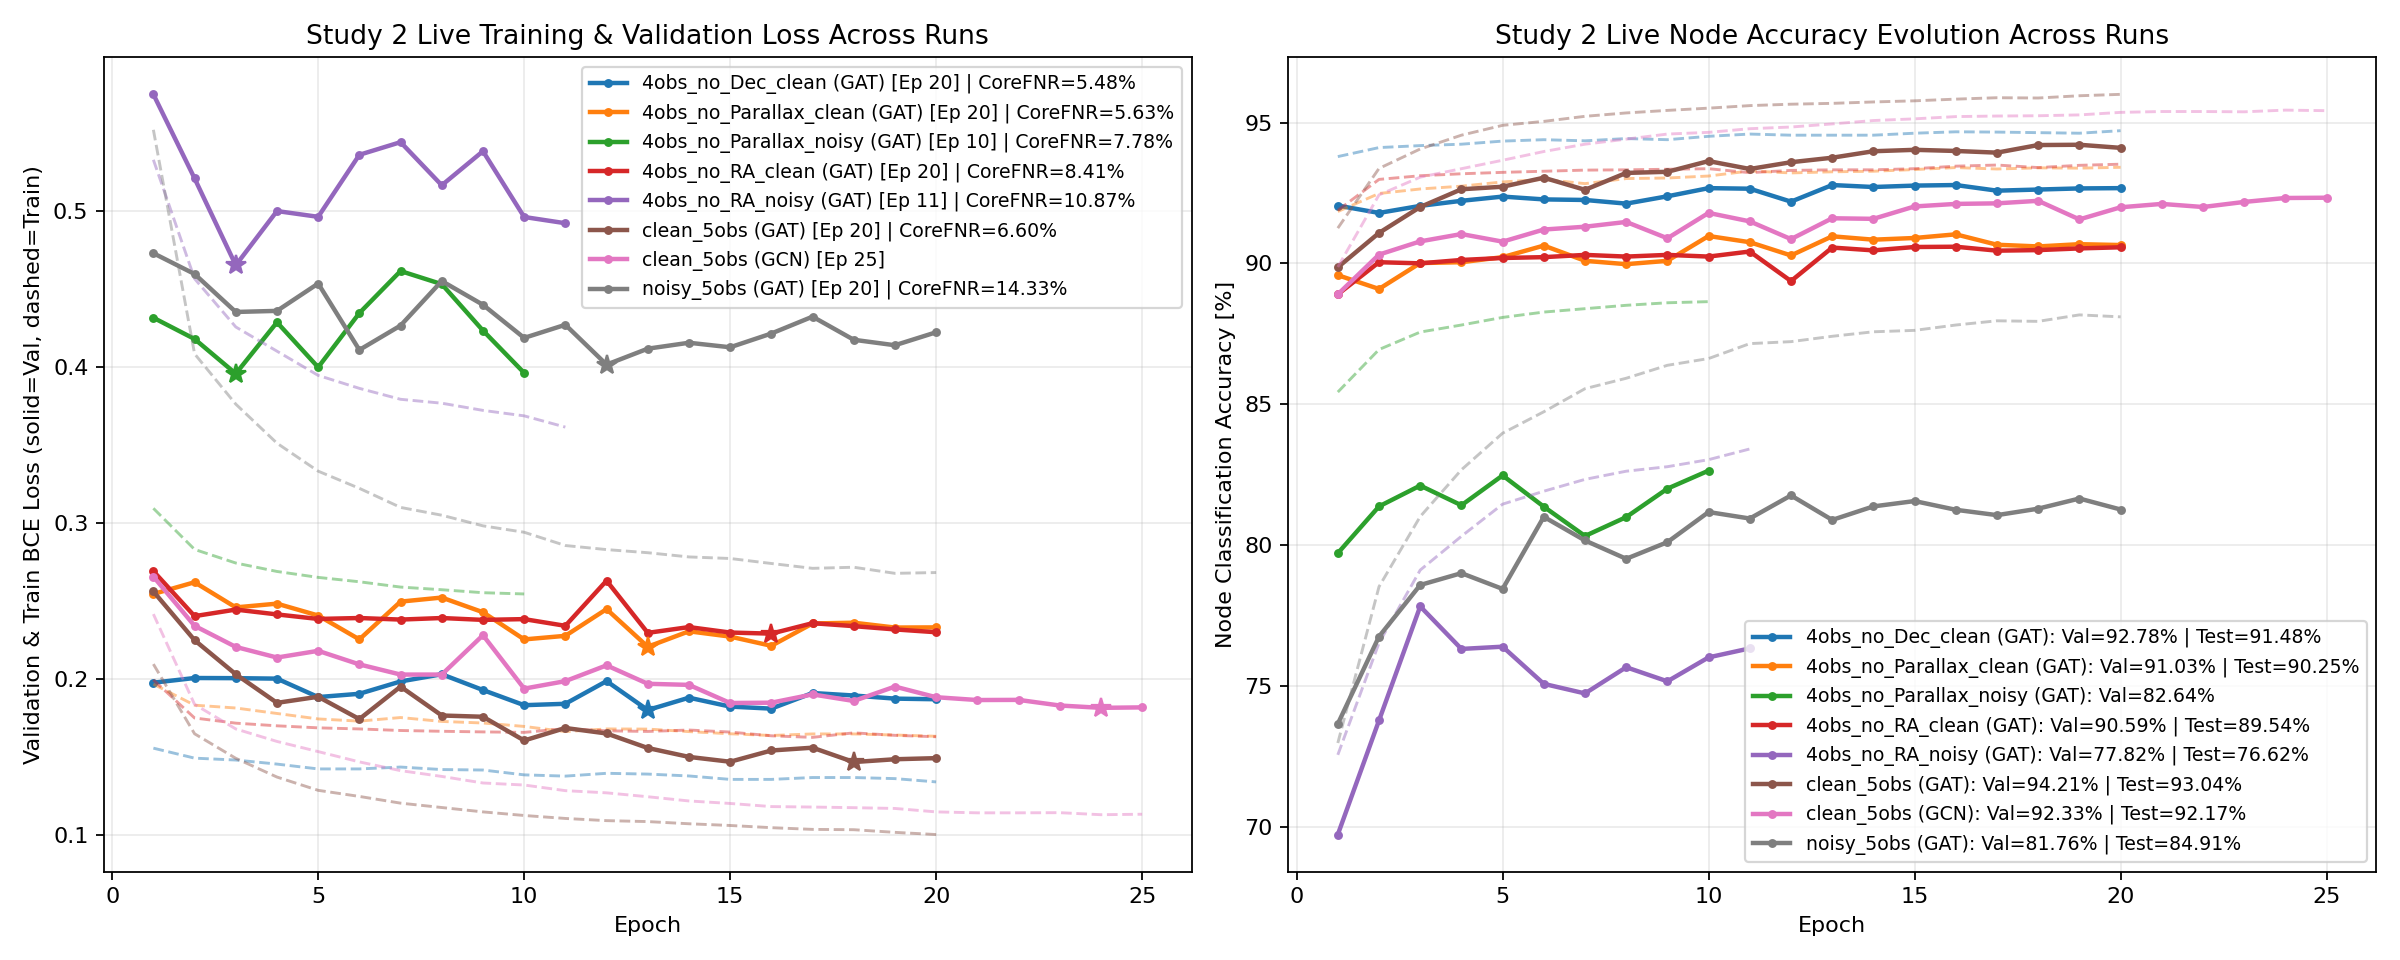 Study 2 Live Training & Validation Loss Across Runs
Validation & Train BCE Loss (solid=Val, dashed=Train)
0.5
0.4
0.3
0.2
0.1
4obs_no_Dec_clean (GAT) [Ep 20] | CoreFNR=5.48%
4obs_no_Parallax_clean (GAT) [Ep 20] | CoreFNR=5.63%
4obs_no_Parallax_noisy (GAT) [Ep 10] | CoreFNR=7.78%
4obs_no_RA_clean (GAT) [Ep 20] | CoreFNR=8.41%
4obs_no_RA_noisy (GAT) [Ep 11] | CoreFNR=10.87%
clean_5obs (GAT) [Ep 20] | CoreFNR=6.60%
clean_5obs (GCN) [Ep 25]
noisy_5obs (GAT) [Ep 20] | CoreFNR=14.33%
0 5 10 15 20 25
Epoch
Study 2 Live Node Accuracy Evolution Across Runs
Node Classification Accuracy [%]
95
90
85
80
75
70
4obs_no_Dec_clean (GAT): Val=92.78% | Test=91.48%
4obs_no_Parallax_clean (GAT): Val=91.03% | Test=90.25%
4obs_no_Parallax_noisy (GAT): Val=82.64%
4obs_no_RA_clean (GAT): Val=90.59% | Test=89.54%
4obs_no_RA_noisy (GAT): Val=77.82% | Test=76.62%
clean_5obs (GAT): Val=94.21% | Test=93.04%
clean_5obs (GCN): Val=92.33% | Test=92.17%
noisy_5obs (GAT): Val=81.76% | Test=84.91%
0 5 10 15 20 25
Epoch